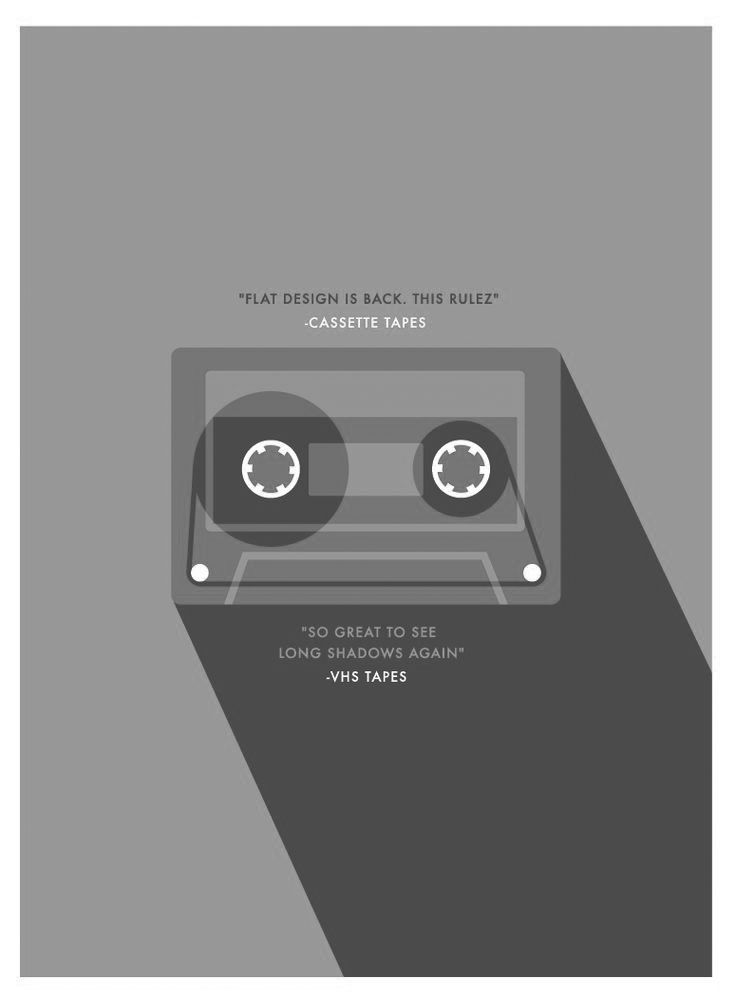 "FLAT DESIGN IS BACK. THIS RULEZ"
-CASSETTE TAPES
"SO GREAT TO SEE
LONG SHADOWS AGAIN"
-VHS TAPES